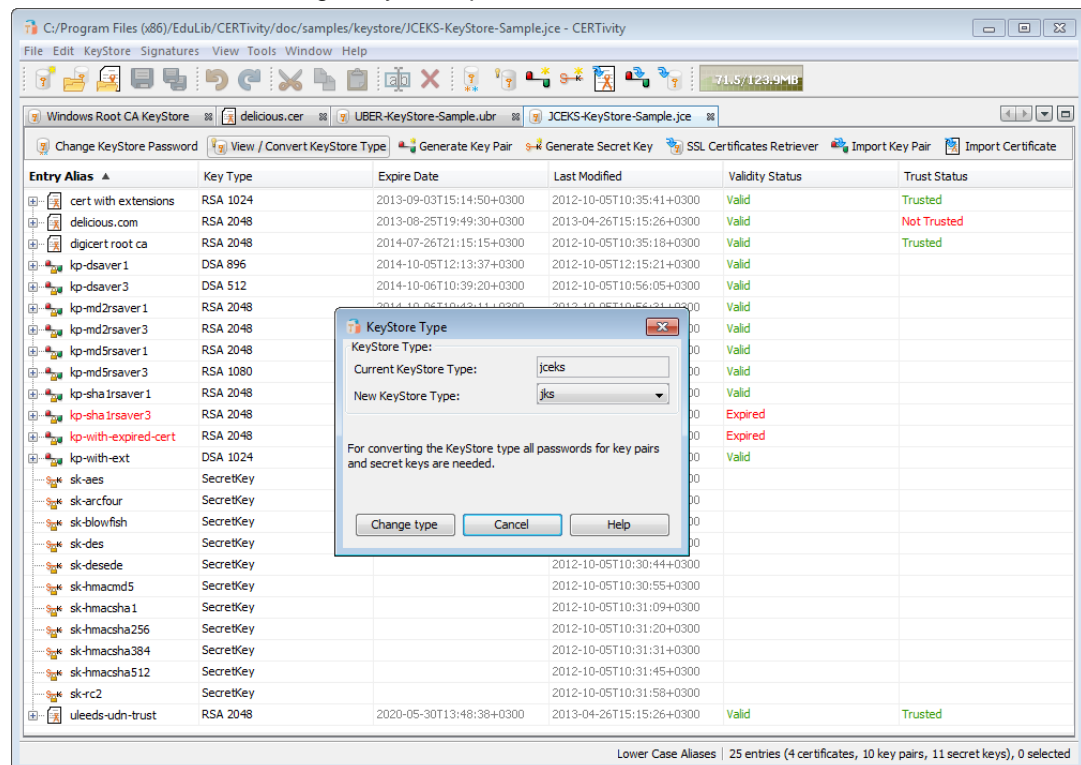 C:/Program Files (x86)/EduLib/CERTivity/doc/samples/keystore/JCEKS-KeyStore-Sample.jce - CERTivity
File Edit KeyStore Signatures View Tools Window Help
71.5/123.9MB
Windows Root CA KeyStore delicious.cer UBER-KeyStore-Sample.ubr JCEKS-KeyStore-Sample.jce
Change KeyStore Password View / Convert KeyStore Type Generate Key Pair Generate Secret Key SSL Certificates Retriever Import Key Pair Import Certificate
Entry Alias Key Type Expire Date Last Modified Validity Status Trust Status
cert with extensions RSA 1024 2013-09-03T15:14:50+0300 2012-10-05T10:35:41+0300 Valid Trusted
delicious.com RSA 2048 2013-08-25T19:49:30+0300 2013-04-26T15:15:26+0300 Valid Not Trusted
digicert root ca RSA 2048 2014-07-26T21:15:15+0300 2012-10-05T10:35:18+0300 Valid Trusted
kp-dsaver1 DSA 896 2014-10-05T12:13:37+0300 2012-10-05T12:15:21+0300 Valid
kp-dsaver3 DSA 512 2014-10-06T10:39:20+0300 2012-10-05T10:56:05+0300 Valid
kp-md2rsaver1 RSA 2048 Valid
kp-md2rsaver3 RSA 2048 Valid
kp-md5rsaver1 RSA 2048 Valid
kp-md5rsaver3 RSA 1080 Valid
kp-sha1rsaver1 RSA 2048 Valid
kp-sha1rsaver3 RSA 2048 Expired
kp-with-expired-cert RSA 2048 Expired
kp-with-ext DSA 1024 Valid
sk-aes SecretKey
sk-arcfour SecretKey
sk-blowfish SecretKey
sk-des SecretKey
sk-desede SecretKey 2012-10-05T10:30:44+0300
sk-hmacmd5 SecretKey 2012-10-05T10:30:55+0300
sk-hmacsha1 SecretKey 2012-10-05T10:31:09+0300
sk-hmacsha256 SecretKey 2012-10-05T10:31:20+0300
sk-hmacsha384 SecretKey 2012-10-05T10:31:31+0300
sk-hmacsha512 SecretKey 2012-10-05T10:31:45+0300
sk-rc2 SecretKey 2012-10-05T10:31:58+0300
uleeds-udn-trust RSA 2048 2020-05-30T13:48:38+0300 2013-04-26T15:15:26+0300 Valid Trusted
KeyStore Type
KeyStore Type:
Current KeyStore Type: jceks
New KeyStore Type: jks
For converting the KeyStore type all passwords for key pairs
and secret keys are needed.
Change type Cancel Help
Lower Case Aliases 25 entries (4 certificates, 10 key pairs, 11 secret keys), 0 selected